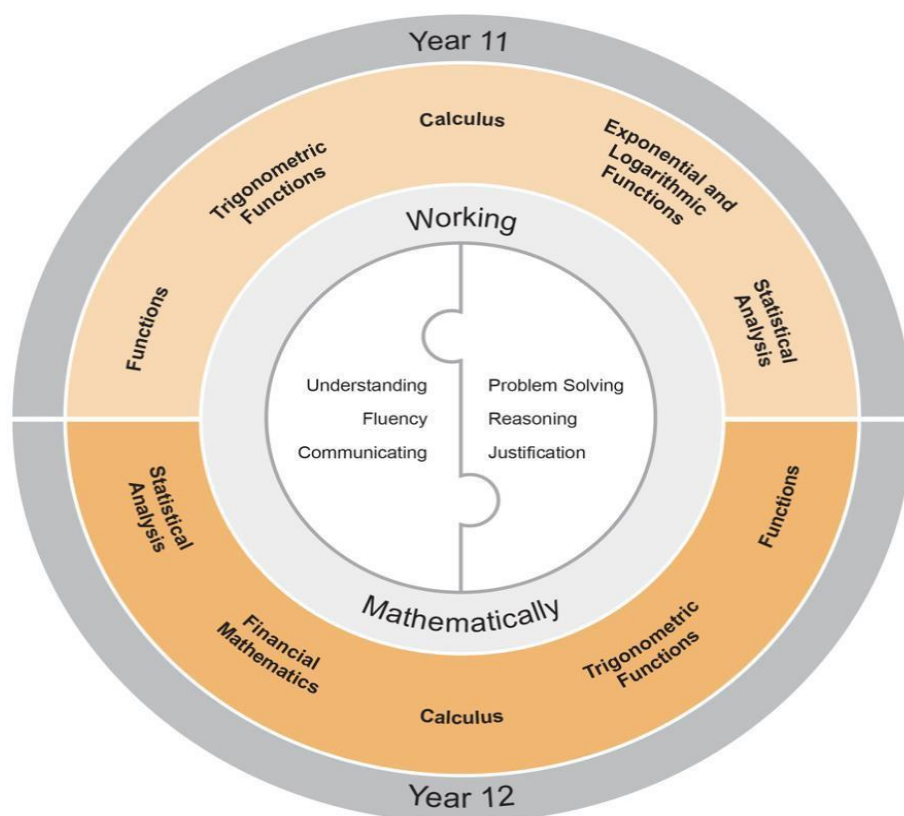 Year 11
Functions
Trigonometric
Functions
Calculus
Exponential and
Logarithmic
Functions
Statistical
Analysis
Working
Understanding
Fluency
Communicating
Problem Solving
Reasoning
Justification
Mathematically
Functions
Trigonometric
Functions
Calculus
Financial
Mathematics
Statistical
Analysis
Year 12